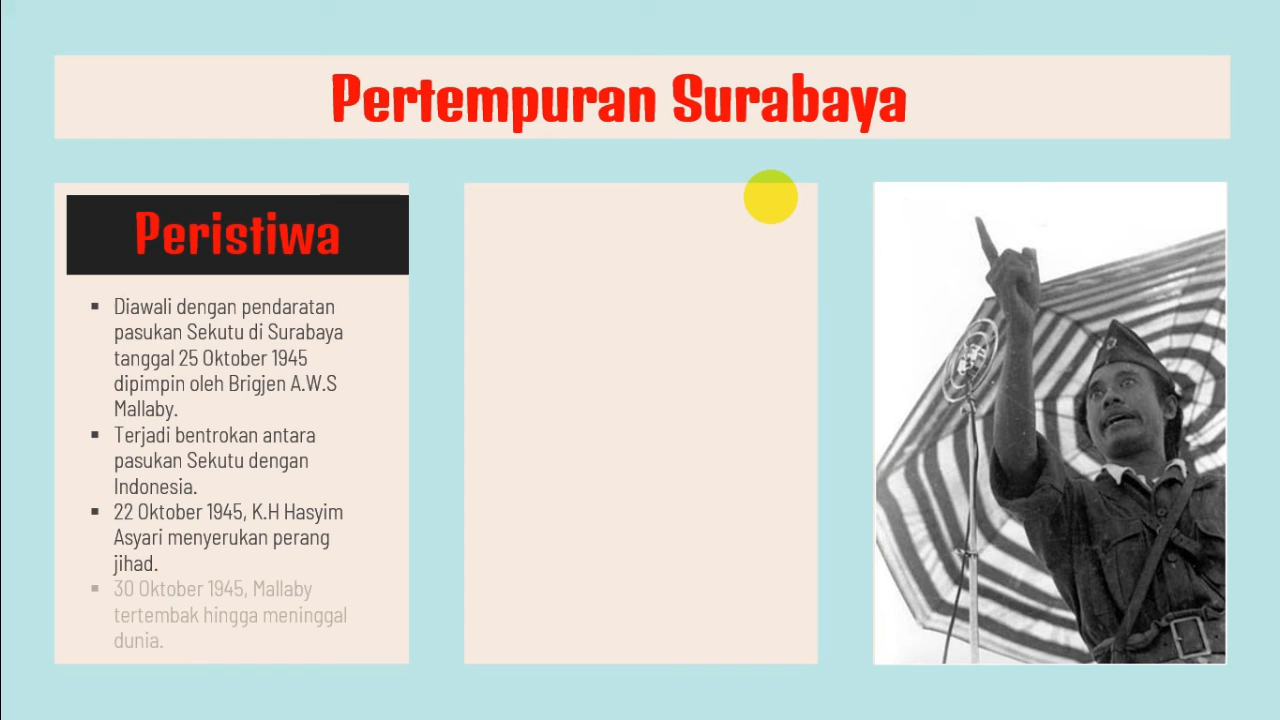 Pertempuran Surabaya
Peristiwa
▪ Diawali dengan pendaratan
pasukan Sekutu di Surabaya
tanggal 25 Oktober 1945
dipimpin oleh Brigjen A.W.S
Mallaby.
▪ Terjadi bentrokan antara
pasukan Sekutu dengan
Indonesia.
▪ 22 Oktober 1945, K.H Hasyim
Asyari menyerukan perang
jihad.
▪ 30 Oktober 1945, Mallaby
tertembak hingga meninggal
dunia.